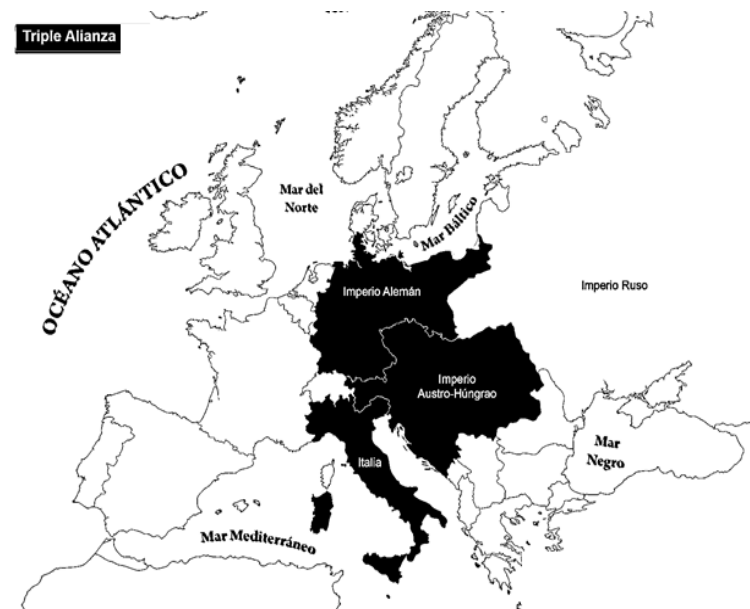 Triple Alianza
OCÉANO ATLÁNTICO
Mar del
Norte
Mar Báltico
Imperio Alemán
Imperio Ruso
Imperio
Austro-Húngrao
Mar
Negro
Italia
Mar Mediterráneo